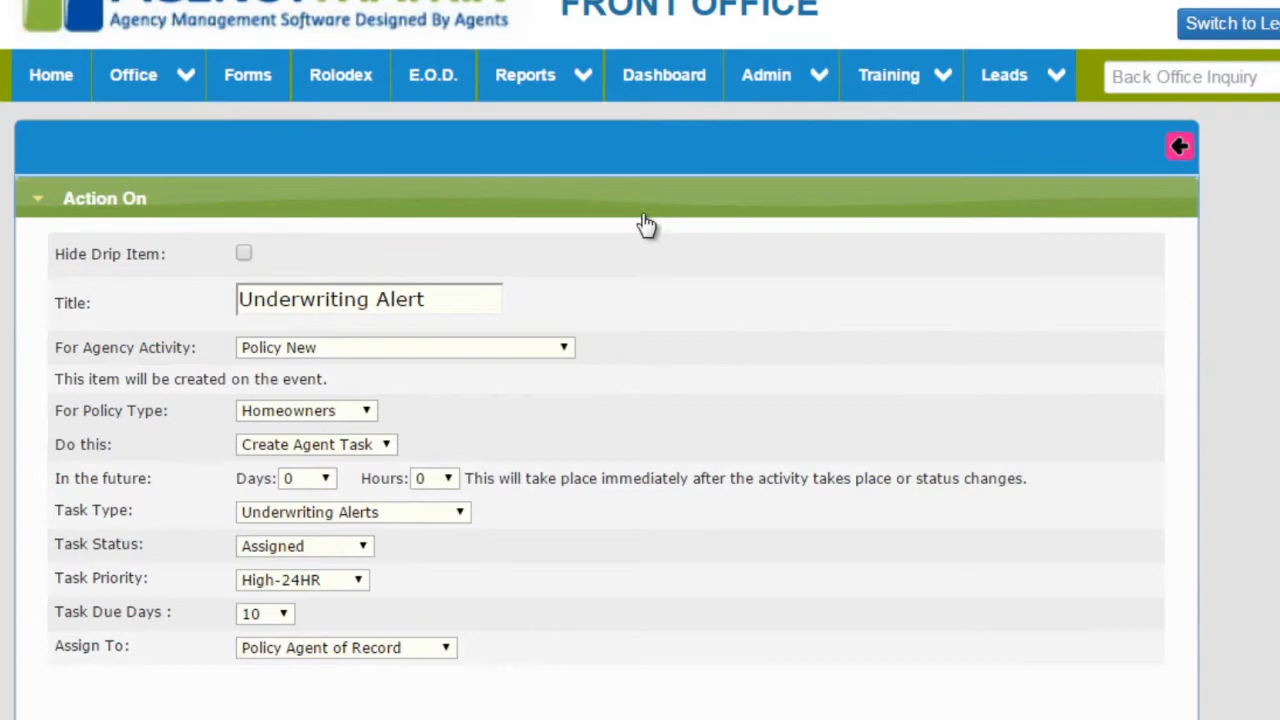 Agency Management Software Designed By Agents
FRONT OFFICE
Switch to Le
Home Office Forms Rolodex E.O.D. Reports Dashboard Admin Training Leads Back Office Inquiry
Action On
Hide Drip Item:
Title: Underwriting Alert
For Agency Activity: Policy New
This item will be created on the event.
For Policy Type: Homeowners
Do this: Create Agent Task
In the future: Days: 0 Hours: 0 This will take place immediately after the activity takes place or status changes.
Task Type: Underwriting Alerts
Task Status: Assigned
Task Priority: High-24HR
Task Due Days : 10
Assign To: Policy Agent of Record